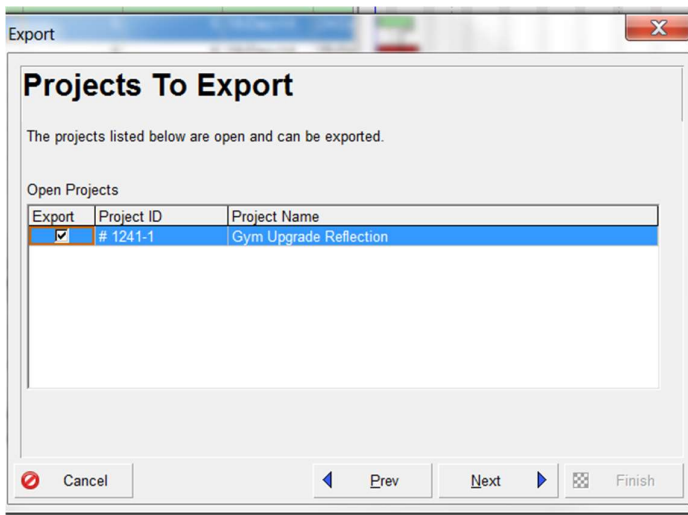 Export
Projects To Export
The projects listed below are open and can be exported.
Open Projects
Export Project ID Project Name
# 1241-1 Gym Upgrade Reflection
Cancel Prev Next Finish